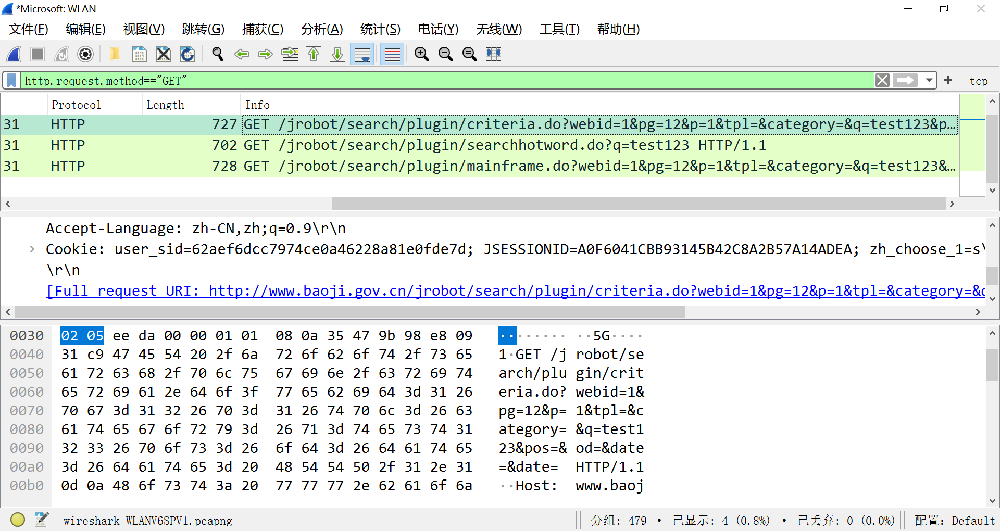 *Microsoft: WLAN
文件(F) 编辑(E) 视图(V) 跳转(G) 捕获(C) 分析(A) 统计(S) 电话(Y) 无线(W) 工具(T) 帮助(H)
http.request.method=="GET"
tcp
Protocol Length Info
31 HTTP 727 GET /jrobot/search/plugin/criteria.do?webid=1&pg=12&p=1&tpl=&category=&q=test123&p…
31 HTTP 702 GET /jrobot/search/plugin/searchhotword.do?q=test123 HTTP/1.1
31 HTTP 728 GET /jrobot/search/plugin/mainframe.do?webid=1&pg=12&p=1&tpl=&category=&q=test123&…
Accept-Language: zh-CN,zh;q=0.9\r\n
Cookie: user_sid=62aef6dcc7974ce0a46228a81e0fde7d; JSESSIONID=A0F6041CBB93145B42C8A2B57A14ADEA; zh_choose_1=s\
\r\n
[Full request URI: http://www.baoji.gov.cn/jrobot/search/plugin/criteria.do?webid=1&pg=12&p=1&tpl=&category=&q
0030 02 05 ee da 00 00 01 01 08 0a 35 47 9b 98 e8 09 ········ ··5G····
0040 31 c9 47 45 54 20 2f 6a 72 6f 62 6f 74 2f 73 65 1·GET /j robot/se
0050 61 72 63 68 2f 70 6c 75 67 69 6e 2f 63 72 69 74 arch/plu gin/crit
0060 65 72 69 61 2e 64 6f 3f 77 65 62 69 64 3d 31 26 eria.do? webid=1&
0070 70 67 3d 31 32 26 70 3d 31 26 74 70 6c 3d 26 63 pg=12&p= 1&tpl=&c
0080 61 74 65 67 6f 72 79 3d 26 71 3d 74 65 73 74 31 ategory= &q=test1
0090 32 33 26 70 6f 73 3d 26 6f 64 3d 26 64 61 74 65 23&pos=& od=&date
00a0 3d 26 64 61 74 65 3d 20 48 54 54 50 2f 31 2e 31 =&date= HTTP/1.1
00b0 0d 0a 48 6f 73 74 3a 20 77 77 77 2e 62 61 6f 6a ··Host: www.baoj
wireshark_WLANV6SPV1.pcapng 分组: 479 · 已显示: 4 (0.8%) · 已丢弃: 0 (0.0%) 配置: Default